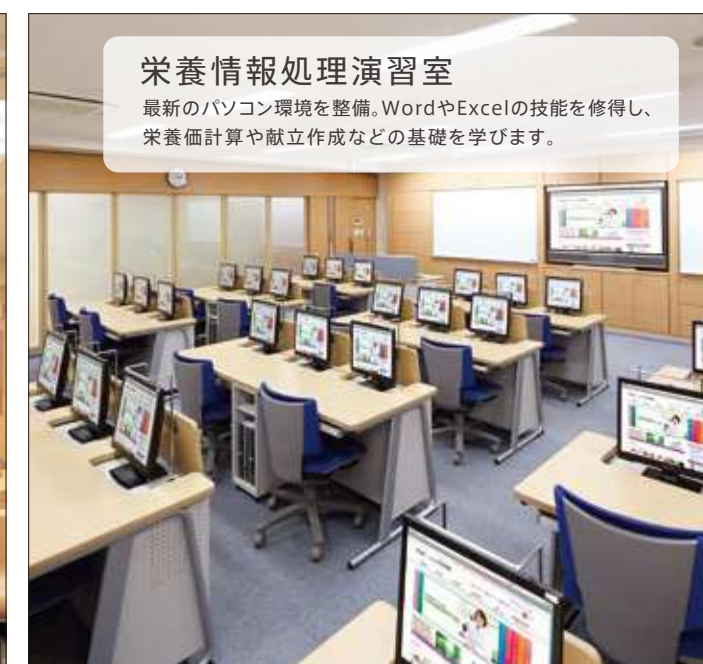 栄養情報処理演習室
最新のパソコン環境を整備。WordやExcelの技能を修得し、
栄養価計算や献立作成などの基礎を学びます。